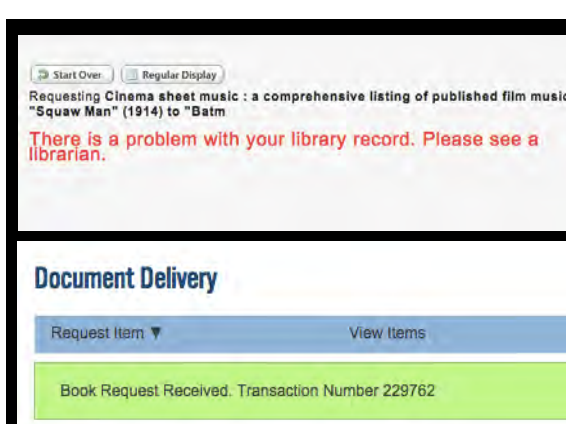 Start Over Regular Display
Requesting Cinema sheet music : a comprehensive listing of published film music
"Squaw Man" (1914) to "Batm
There is a problem with your library record. Please see a
librarian.
Document Delivery
Request Item ▼ View Items
Book Request Received. Transaction Number 229762